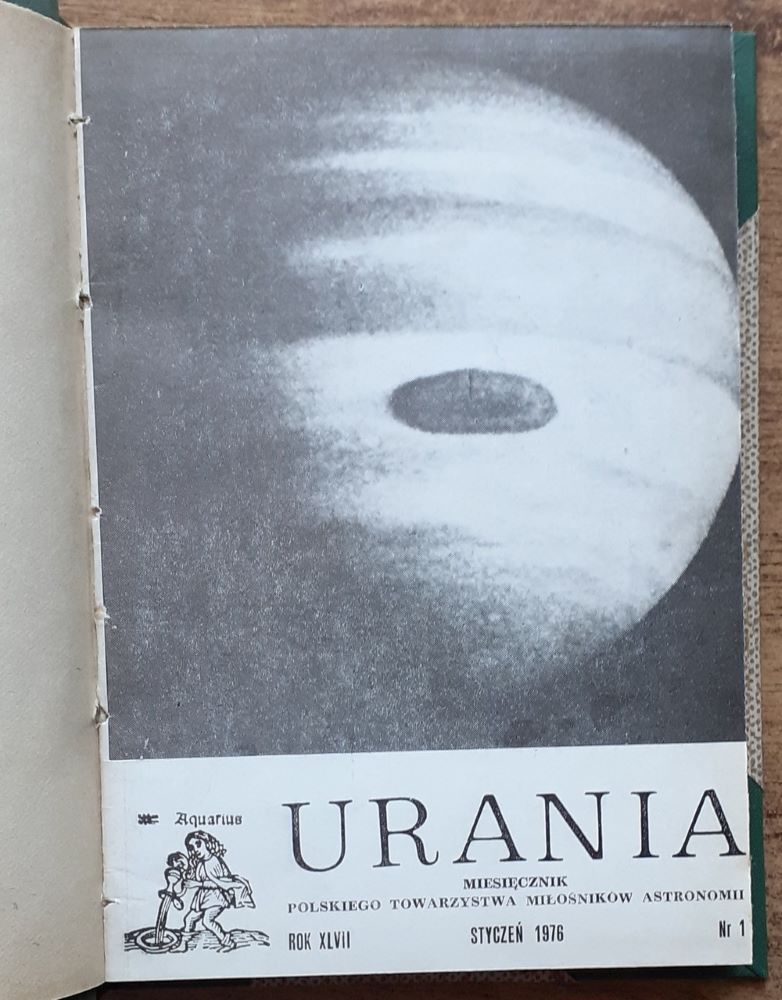 Aquarius
URANIA
MIESIĘCZNIK
POLSKIEGO TOWARZYSTWA MIŁOŚNIKÓW ASTRONOMII
ROK XLVII STYCZEŃ 1976 Nr 1